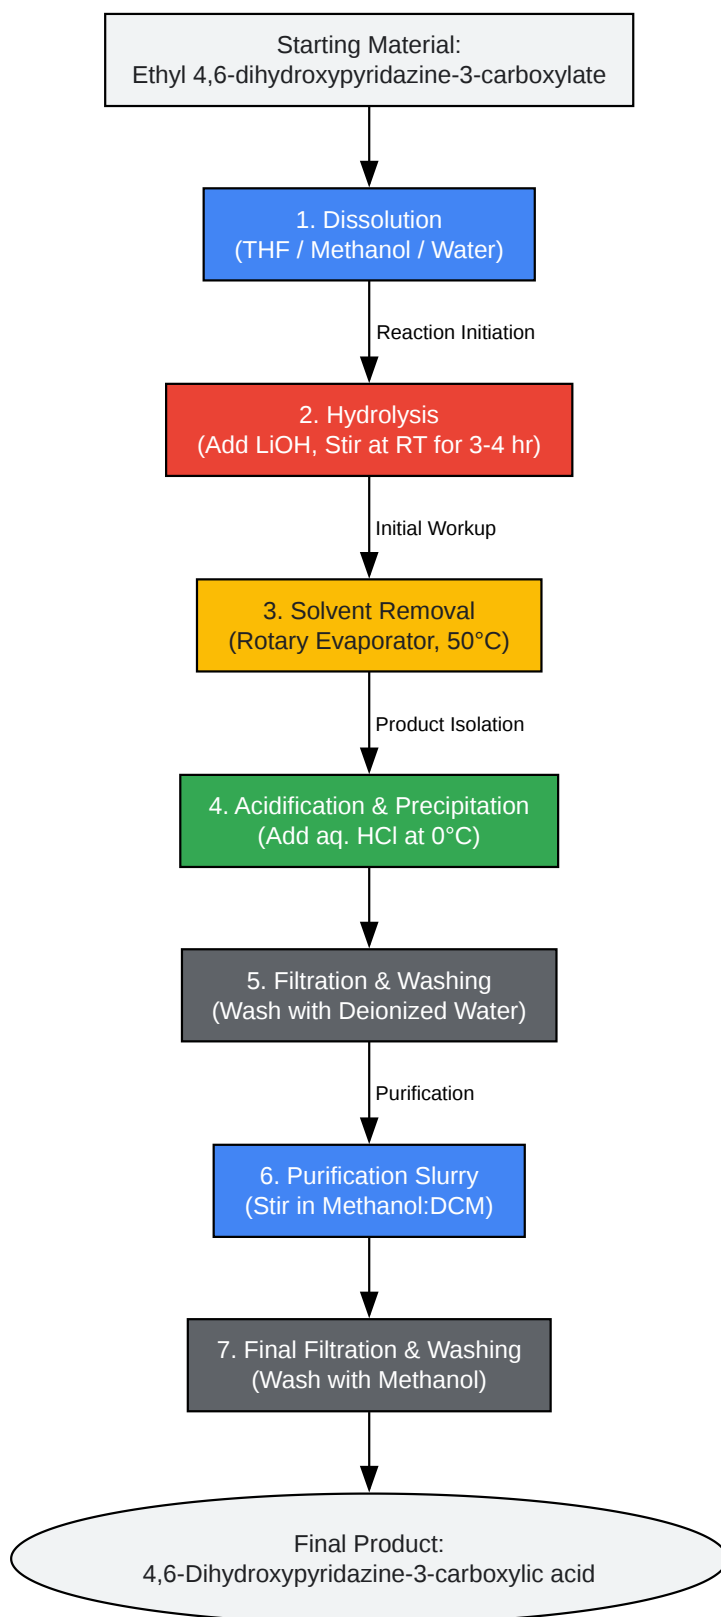 Starting Material:
Ethyl 4,6-dihydroxypyridazine-3-carboxylate
1. Dissolution
(THF / Methanol / Water)
Reaction Initiation
2. Hydrolysis
(Add LiOH, Stir at RT for 3-4 hr)
Initial Workup
3. Solvent Removal
(Rotary Evaporator, 50°C)
Product Isolation
4. Acidification & Precipitation
(Add aq. HCl at 0°C)
5. Filtration & Washing
(Wash with Deionized Water)
Purification
6. Purification Slurry
(Stir in Methanol:DCM)
7. Final Filtration & Washing
(Wash with Methanol)
Final Product:
4,6-Dihydroxypyridazine-3-carboxylic acid